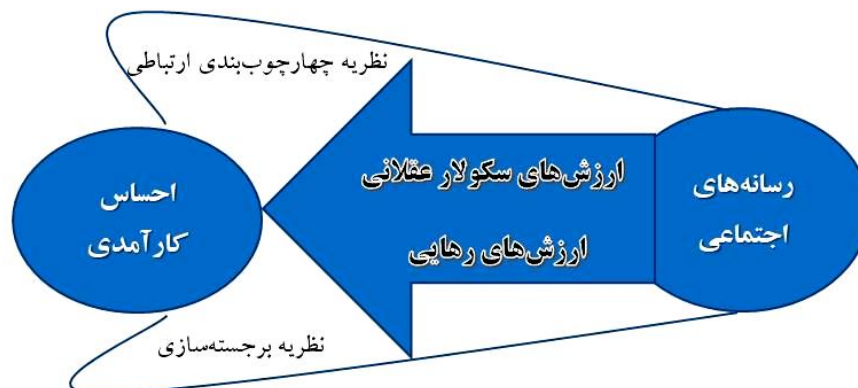 نظریه چهارچوب‌بندی ارتباطی
رسانه‌های
اجتماعی
ارزش‌های سکولار عقلانی
ارزش‌های رهایی
احساس
کارآمدی
نظریه برجسته‌سازی